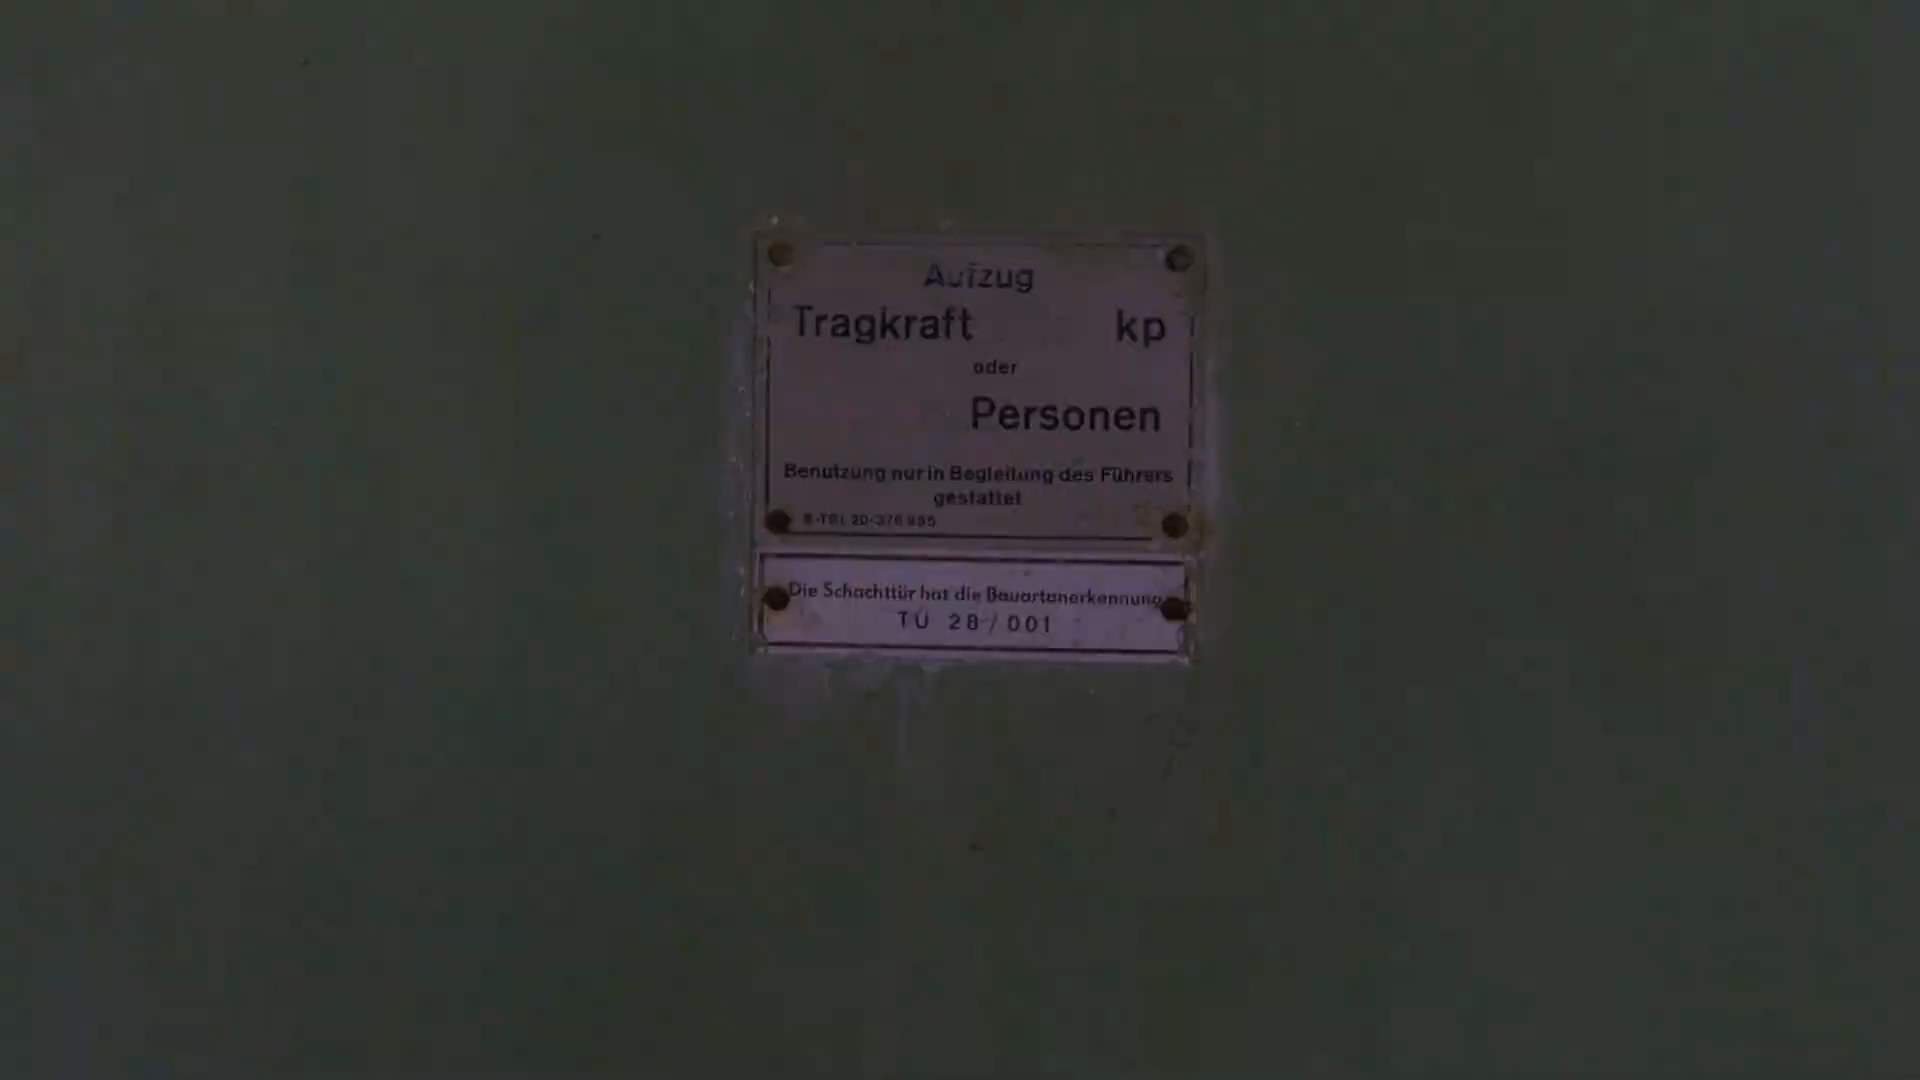 Aufzug
Tragkraft kp
oder
Personen
Benutzung nur in Begleitung des Führers
gestattet
Die Schachttür hat die Bauartanerkennung
TU 28/001